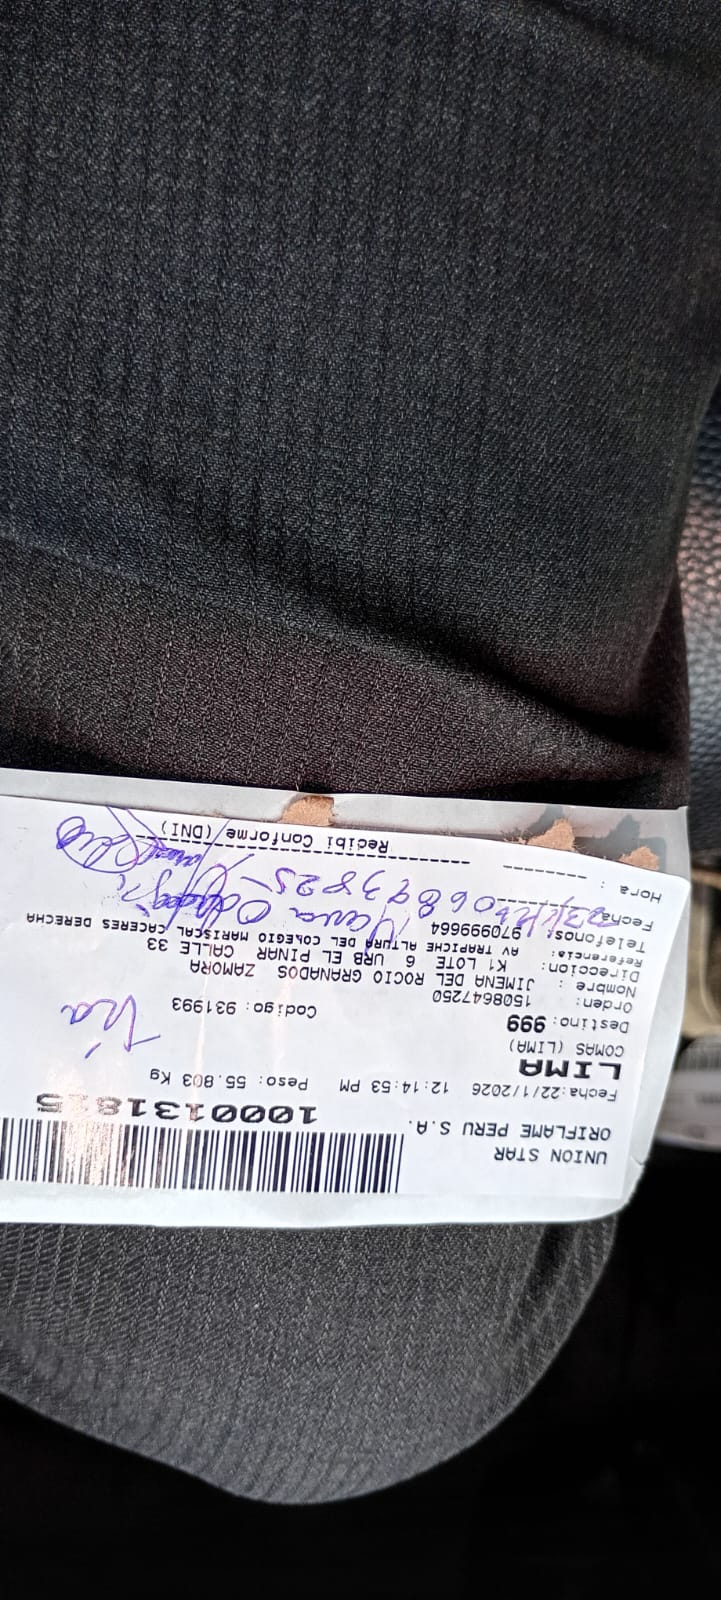 UNION STAR
ORIFLAME PERU S.A.
1000131815
Fecha:22/1/2026 12:14:53 PM Peso: 55.803 Kg
LIMA
COMAS (LIMA)
Destino: 999
Orden: 1508647250 Codigo: 931993
Nombre : JIMENA DEL ROCIO GRANADOS ZAMORA
Direccion: K1 LOTE 6 URB EL PINAR CALLE 33
Referencia: AV TRAPICHE ALTURA DEL COLEGIO MARISCAL CACERES DERECHA
Telefonos: 970999664
Fecha
06893825
Hora :
Recibi Conforme (DNI)